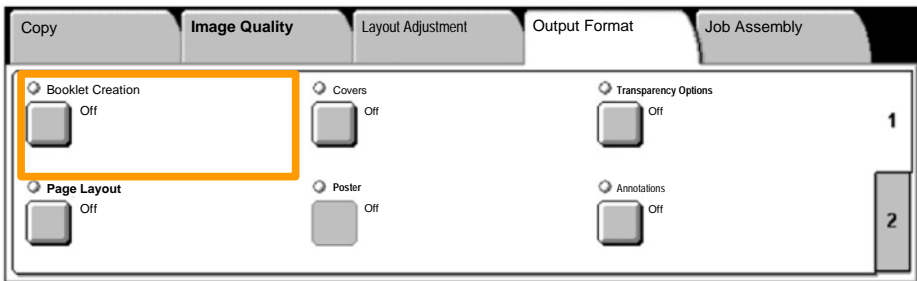 Copy Image Quality Layout Adjustment Output Format Job Assembly
Booklet Creation Covers Transparency Options
Off Off Off
1
Page Layout Poster Annotations
Off Off Off
2